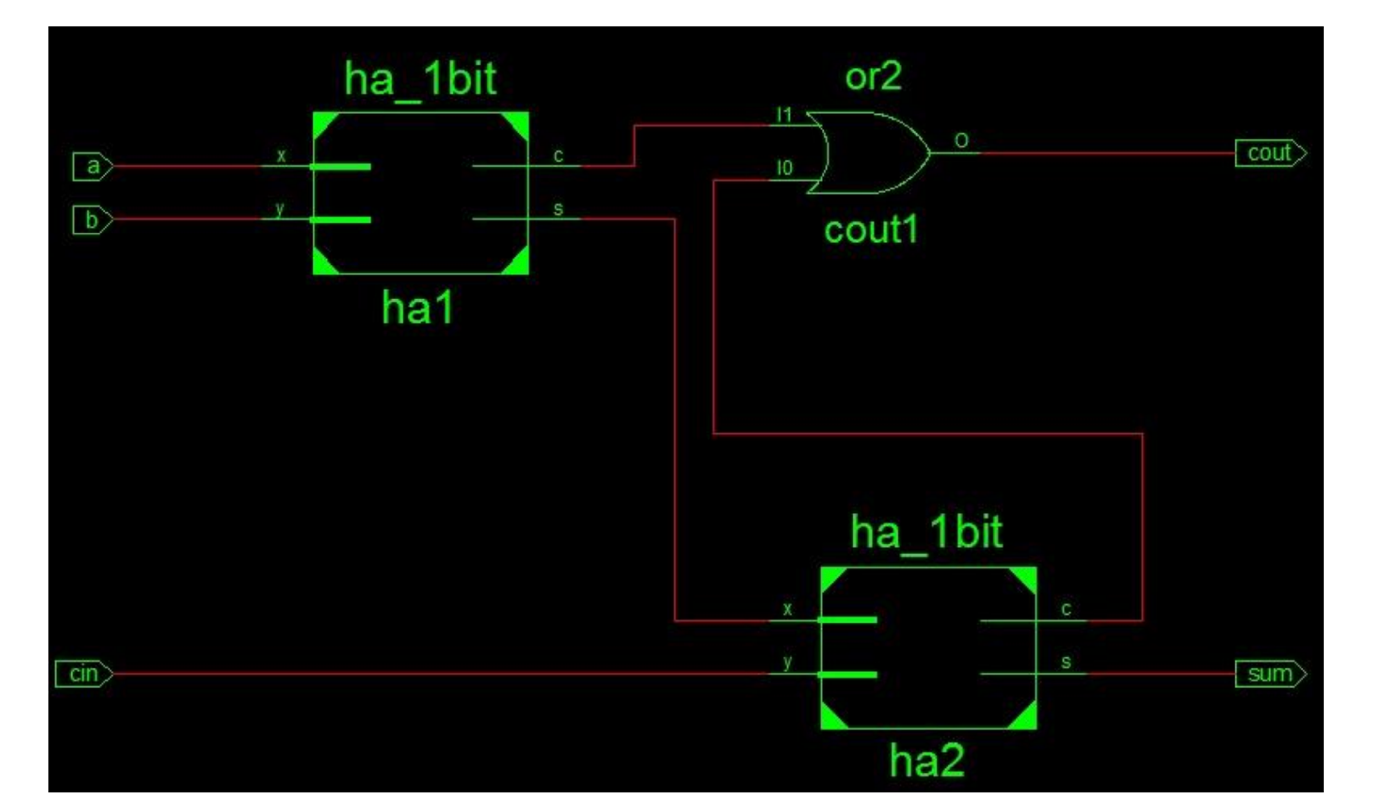 ha_1bit
or2
a
x
c
I1
I0
O
cout
b
y
s
cout1
ha1
ha_1bit
x
c
cin
y
s
sum
ha2